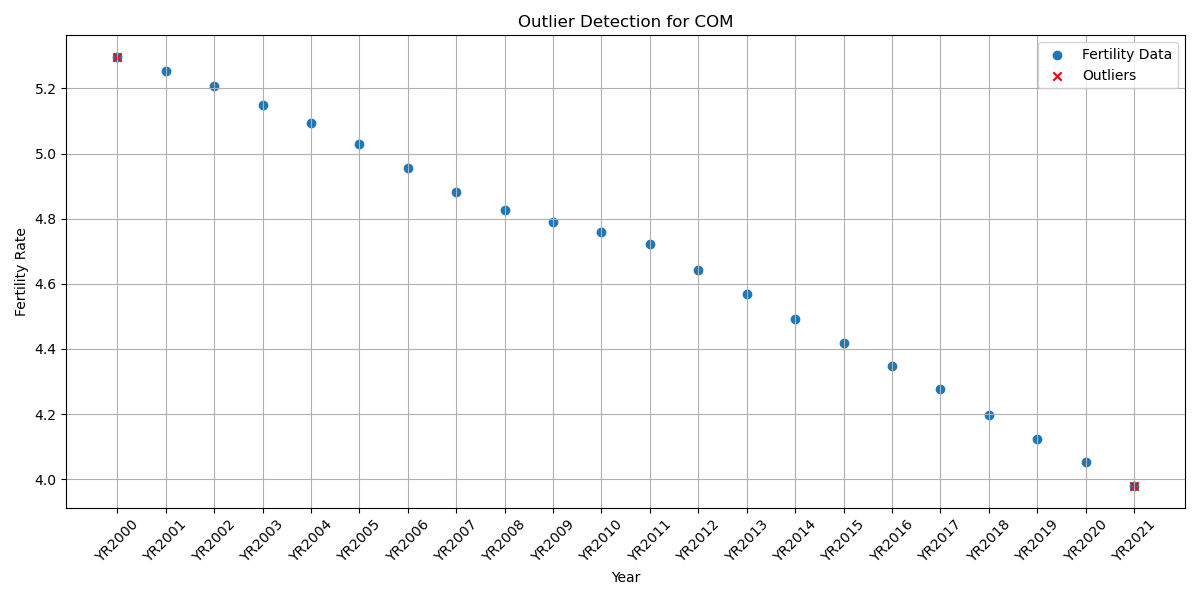 Outlier Detection for COM
Fertility Data
Outliers
Fertility Rate
5.2
5.0
4.8
4.6
4.4
4.2
4.0
YR2000
YR2001
YR2002
YR2003
YR2004
YR2005
YR2006
YR2007
YR2008
YR2009
YR2010
YR2011
YR2012
YR2013
YR2014
YR2015
YR2016
YR2017
YR2018
YR2019
YR2020
YR2021
Year